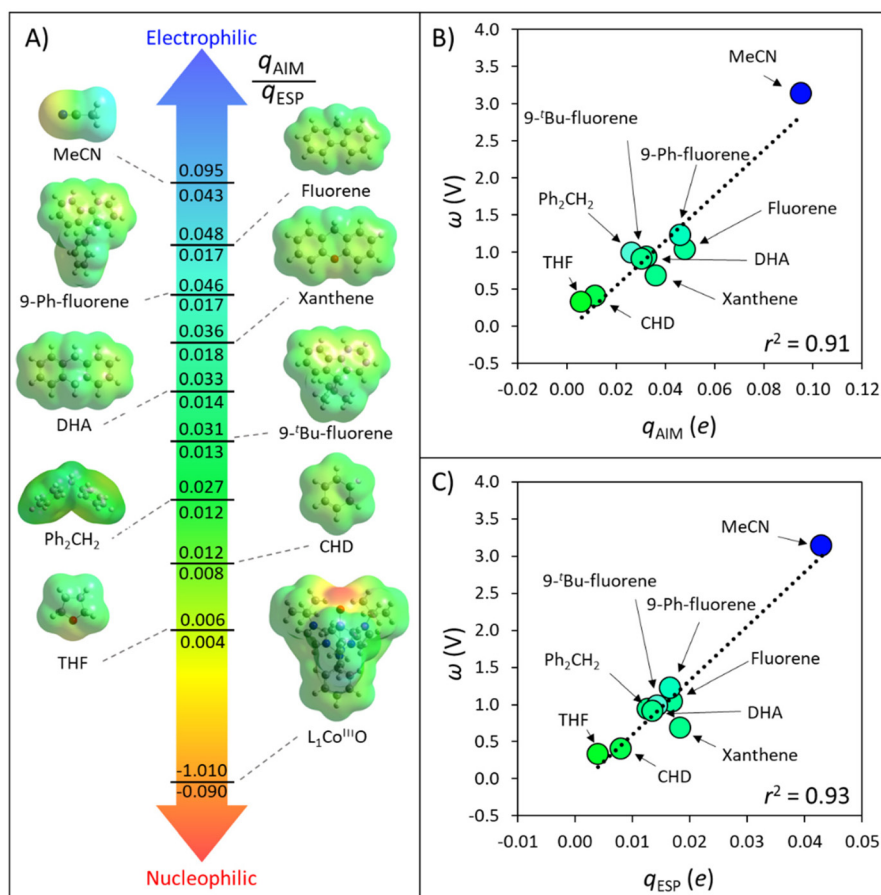 A)
Electrophilic
qAIM
qESP
MeCN
0.095
0.043
Fluorene
0.048
0.017
9-Ph-fluorene
0.046
0.017
Xanthene
0.036
0.018
DHA
0.033
0.014
9-ᵗBu-fluorene
0.031
0.013
Ph₂CH₂
0.027
0.012
CHD
0.012
0.008
THF
0.006
0.004
L₁CoᴵᴵᴵO
-1.010
-0.090
Nucleophilic
B)
4.0
3.5
3.0
2.5
2.0
1.5
1.0
0.5
0.0
-0.5
ω (V)
MeCN
9-ᵗBu-fluorene
9-Ph-fluorene
Ph₂CH₂
Fluorene
THF
DHA
Xanthene
CHD
r² = 0.91
-0.02 0.00 0.02 0.04 0.06 0.08 0.10 0.12
qAIM (e)
C)
4.0
3.5
3.0
2.5
2.0
1.5
1.0
0.5
0.0
-0.5
ω (V)
MeCN
9-ᵗBu-fluorene
9-Ph-fluorene
Ph₂CH₂
Fluorene
THF
DHA
Xanthene
CHD
r² = 0.93
-0.01 0.00 0.01 0.02 0.03 0.04 0.05
qESP (e)